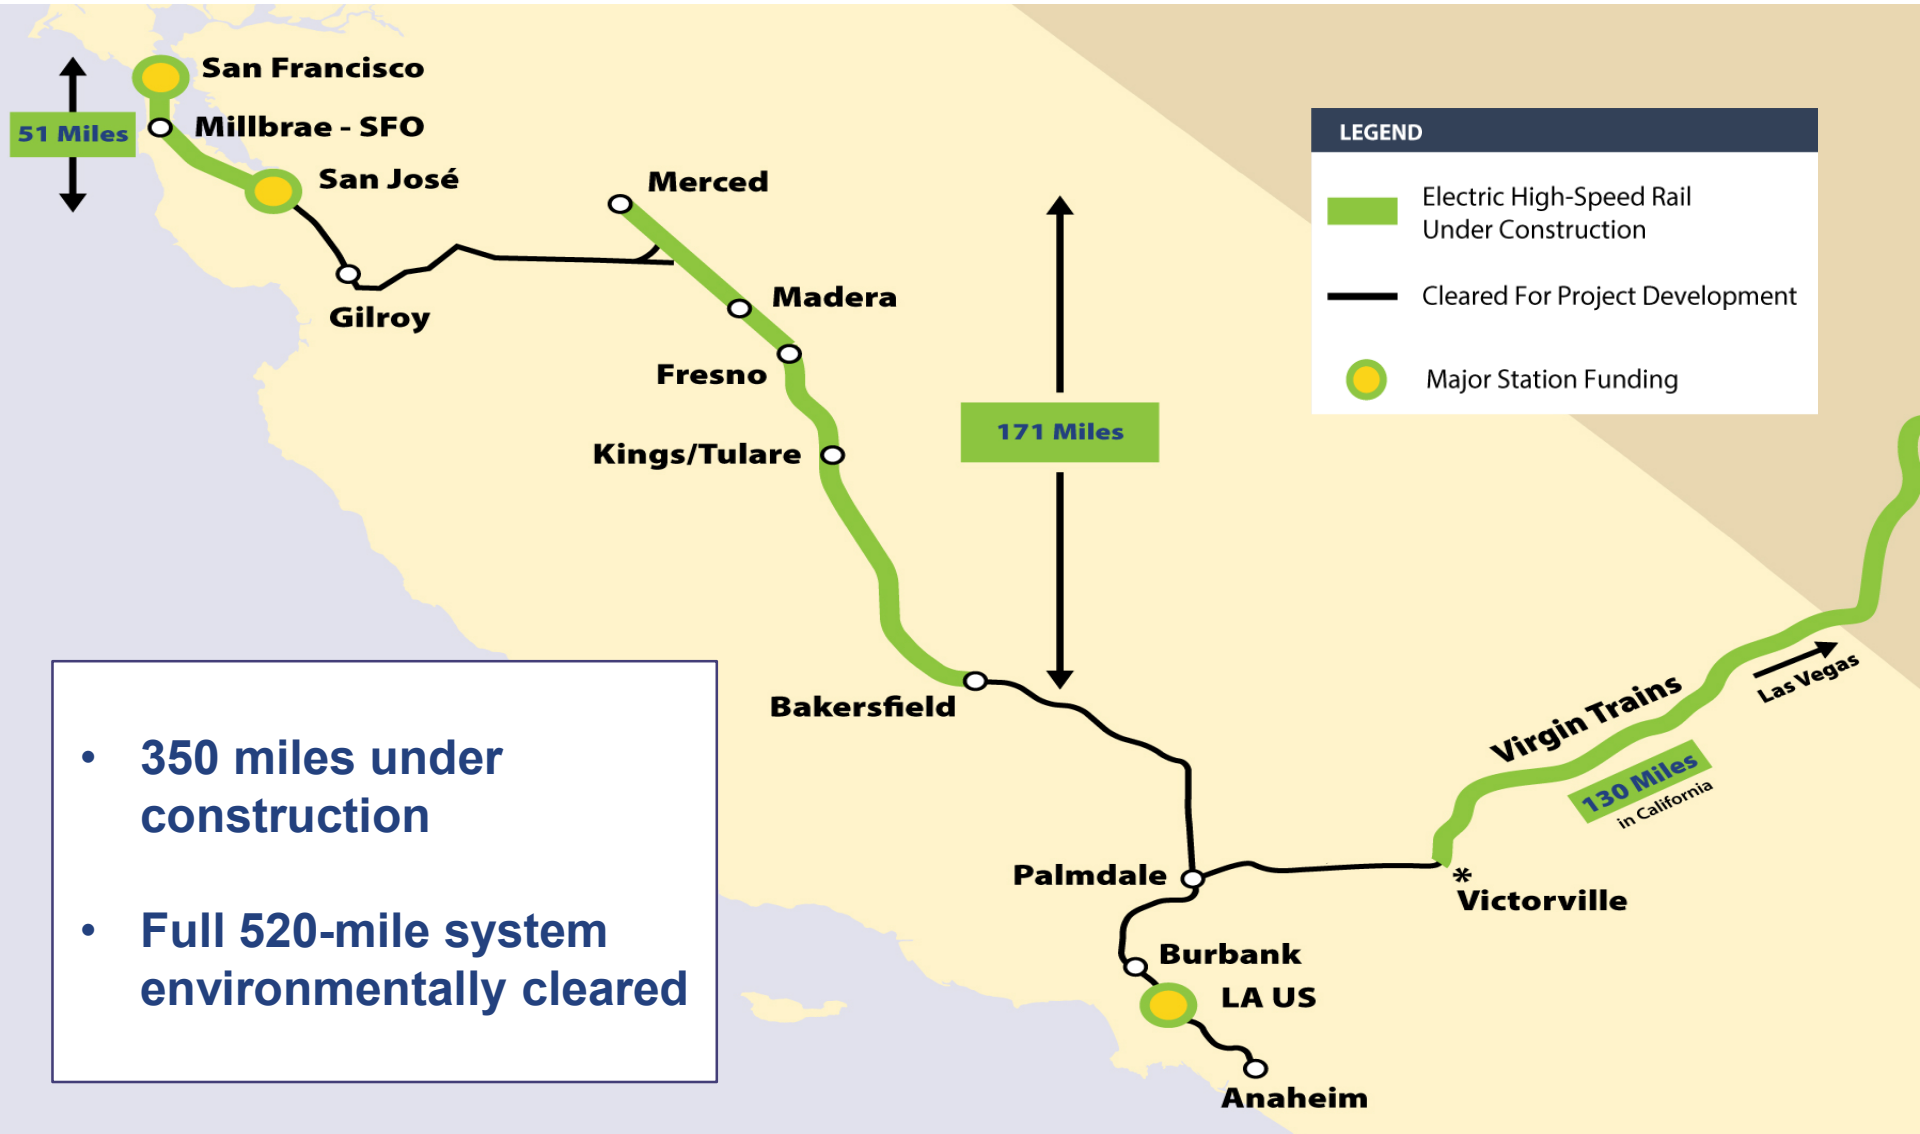 San Francisco
51 Miles
Millbrae - SFO
San José
Merced
Gilroy
Madera
Fresno
Kings/Tulare
171 Miles
Bakersfield
LEGEND
Electric High-Speed Rail
Under Construction
Cleared For Project Development
Major Station Funding
Las Vegas
Virgin Trains
130 Miles
in California
Palmdale
*
Victorville
Burbank
LA US
Anaheim
• 350 miles under
construction
• Full 520-mile system
environmentally cleared